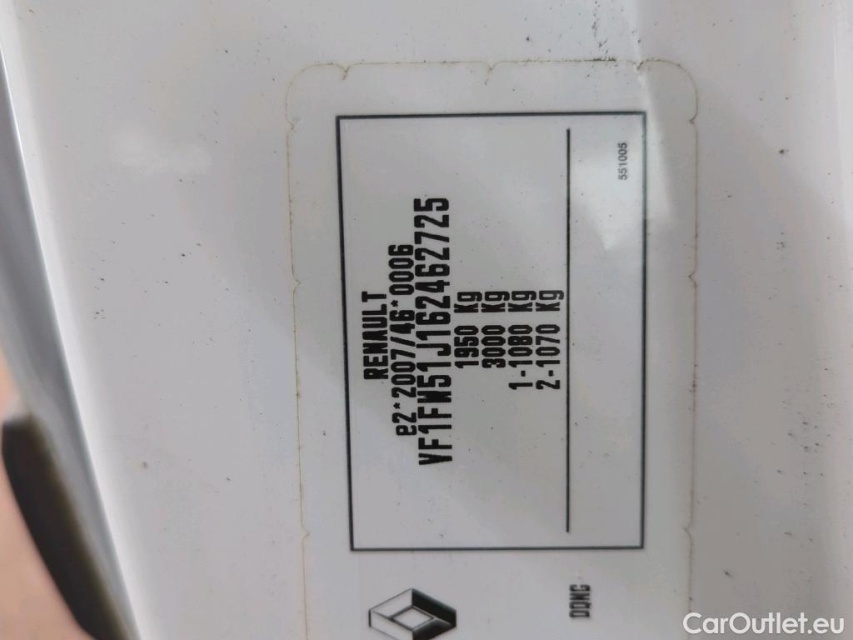 RENAULT
e2*2007/46*0006
VF1FW51J162462725
1950 Kg
3000 Kg
1-1080 Kg
2-1070 Kg
551005
DDMC
CarOutlet.eu